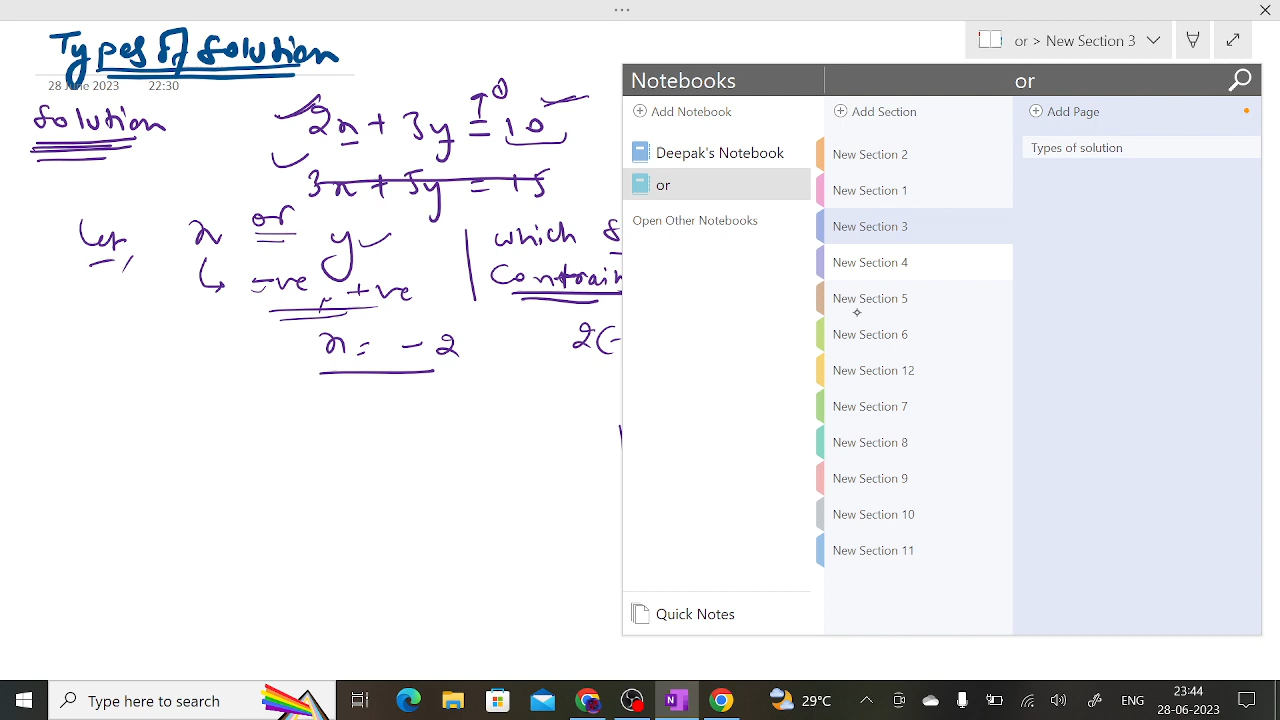 Types of solution
28 June 2023 22:30
Solution
2x + 3y = 10 ①
3x + 5y = 15
Let, x or y
-ve, +ve
which
Contrain
x = -2
2(-
or > New Section 3
Notebooks
or
Add Notebook
Deepak's Notebook
or
Open Other Notebooks
Quick Notes
Add Section
New Section 2
New Section 1
New Section 3
New Section 4
New Section 5
New Section 6
New Section 12
New Section 7
New Section 8
New Section 9
New Section 10
New Section 11
Add Page
Types of solution
Type here to search
29°C
ENG
28-06-2023